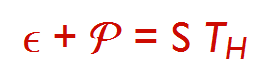 ϵ + 𝒫 = S T_H